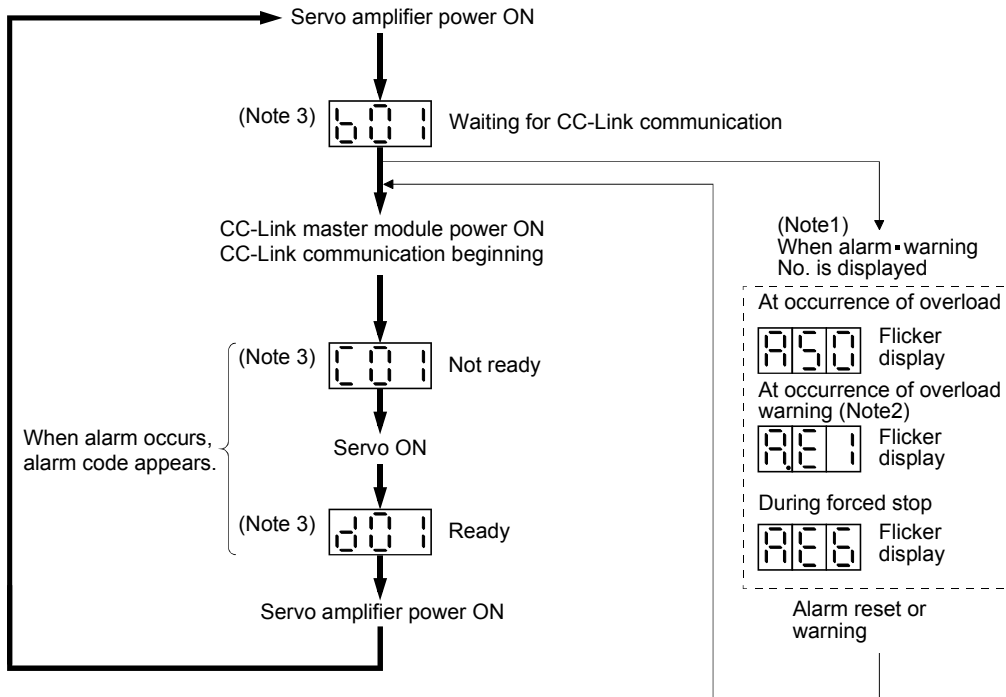 Servo amplifier power ON
(Note 3) b01 Waiting for CC-Link communication
CC-Link master module power ON
CC-Link communication beginning
(Note 3) C01 Not ready
When alarm occurs,
alarm code appears.
Servo ON
(Note 3) d01 Ready
Servo amplifier power ON
(Note1)
When alarm▪warning
No. is displayed
At occurrence of overload
A50 Flicker
display
At occurrence of overload
warning (Note2)
A.E1 Flicker
display
During forced stop
AE6 Flicker
display
Alarm reset or
warning